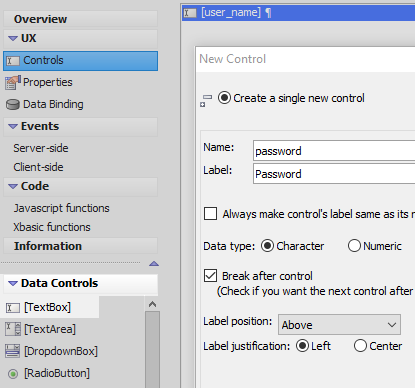 Overview
UX
Controls
Properties
Data Binding
Events
Server-side
Client-side
Code
Javascript functions
Xbasic functions
Information
Data Controls
[TextBox]
[TextArea]
[DropdownBox]
[RadioButton]
[user_name] ¶
New Control
Create a single new control
Name: password
Label: Password
Always make control's label same as its n
Data type: Character Numeric
Break after control
(Check if you want the next control after
Label position: Above
Label justification: Left Center